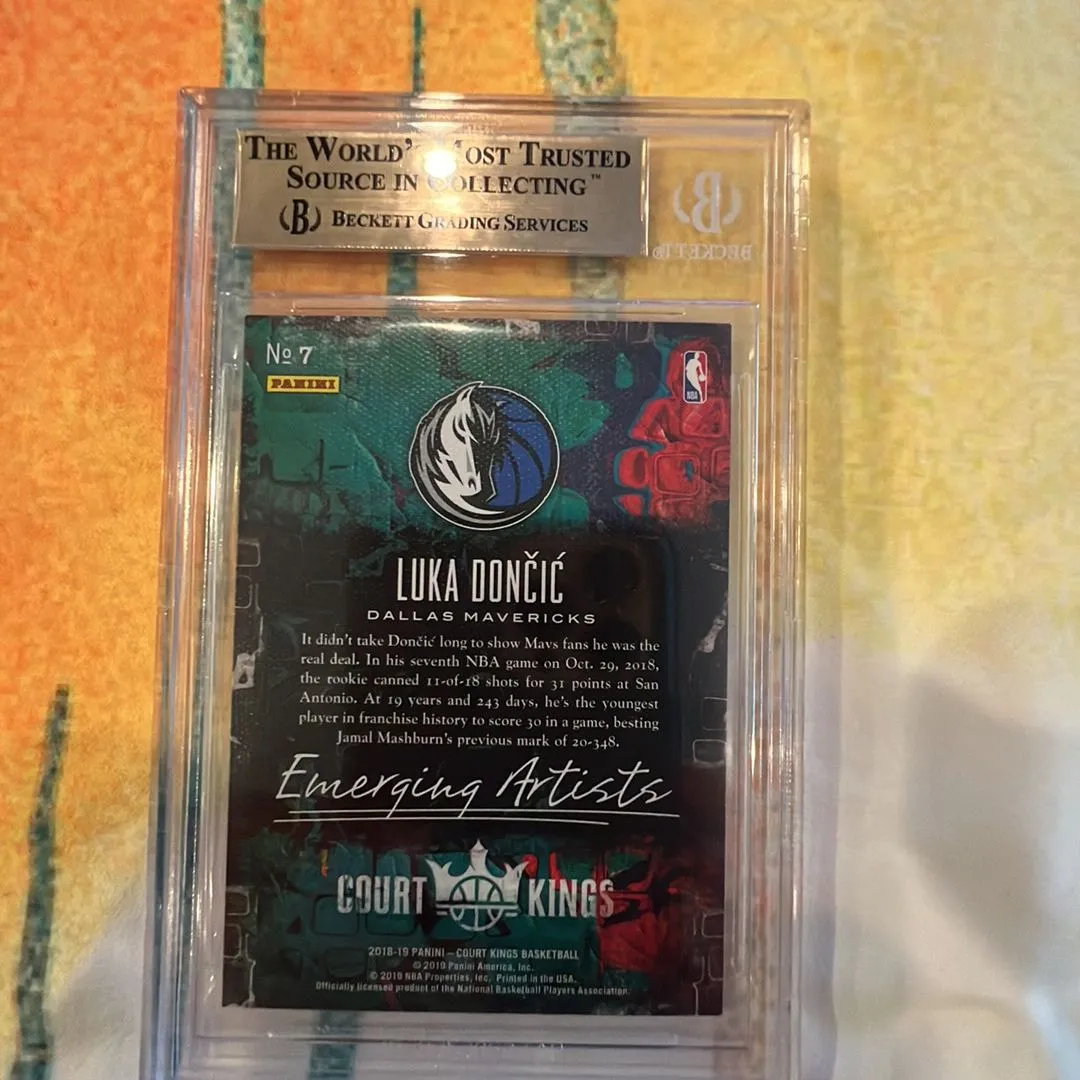 THE WORLD' OST TRUSTED
SOURCE IN OLLECTING™
B BECKETT GRADING SERVICES
B
BECKETT®
№ 7
PANINI
NBA
LUKA DONČIĆ
DALLAS MAVERICKS
It didn't take Dončić long to show Mavs fans he was the
real deal. In his seventh NBA game on Oct. 29, 2018,
the rookie canned 11-of-18 shots for 31 points at San
Antonio. At 19 years and 243 days, he's the youngest
player in franchise history to score 30 in a game, besting
Jamal Mashburn's previous mark of 20-348.
Emerging Artists
COURT KINGS
2018-19 PANINI – COURT KINGS BASKETBALL
© 2019 Panini America, Inc.
© 2019 NBA Properties, Inc. Printed in the USA.
Officially licensed product of the National Basketball Players Association.